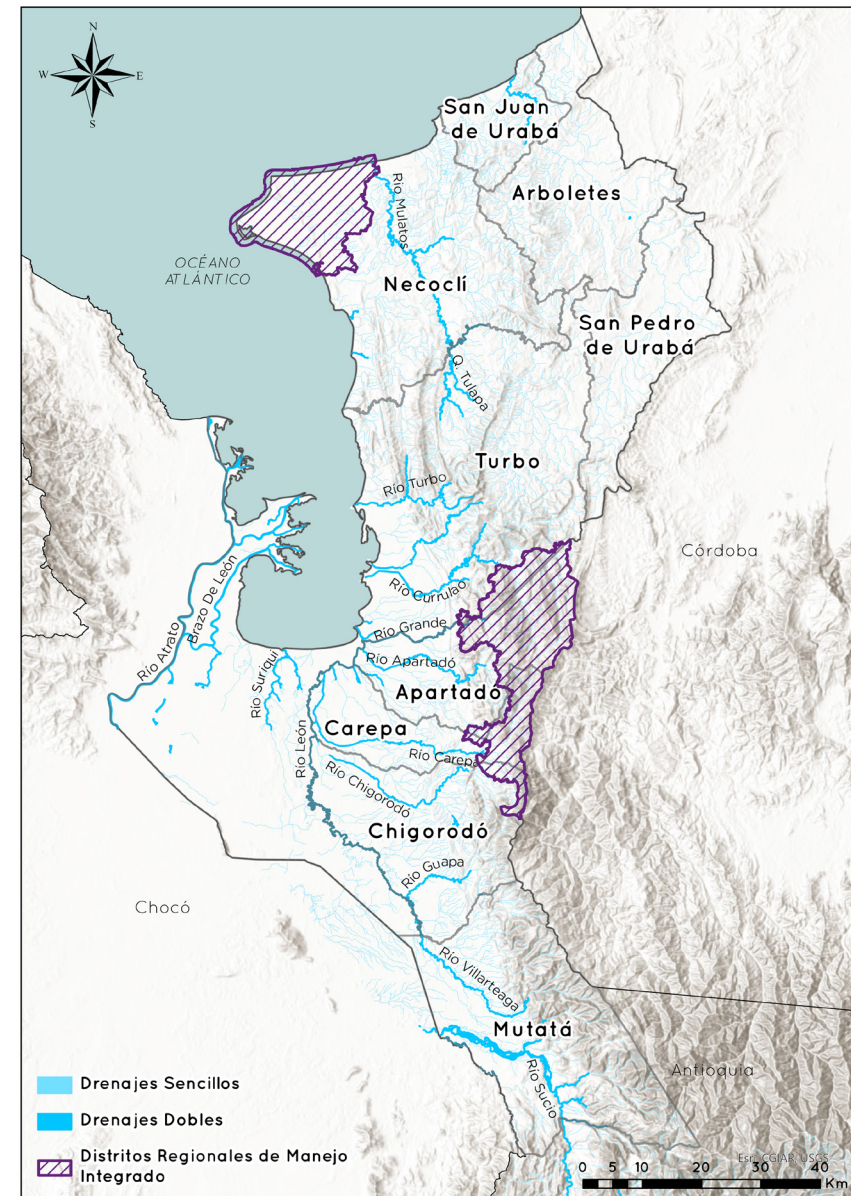 N
W
E
S
San Juan
de Urabá
Arboletes
Río Mulatos
OCÉANO
ATLÁNTICO
Necoclí
San Pedro
de Urabá
Q. Tulapa
Turbo
Río Turbo
Córdoba
Brazo De León
Río Currulao
Río Grande
Río Atrato
Río Suriquí
Río Apartadó
Apartadó
Carepa
Río León
Río Carepa
Río Chigorodó
Chigorodó
Río Guapa
Chocó
Río Villarteaga
Mutatá
Río Sucio
Antioquia
Drenajes Sencillos
Drenajes Dobles
Distritos Regionales de Manejo
Integrado
Esri, CGIAR, USGS
0 5 10 20 30 40
Km